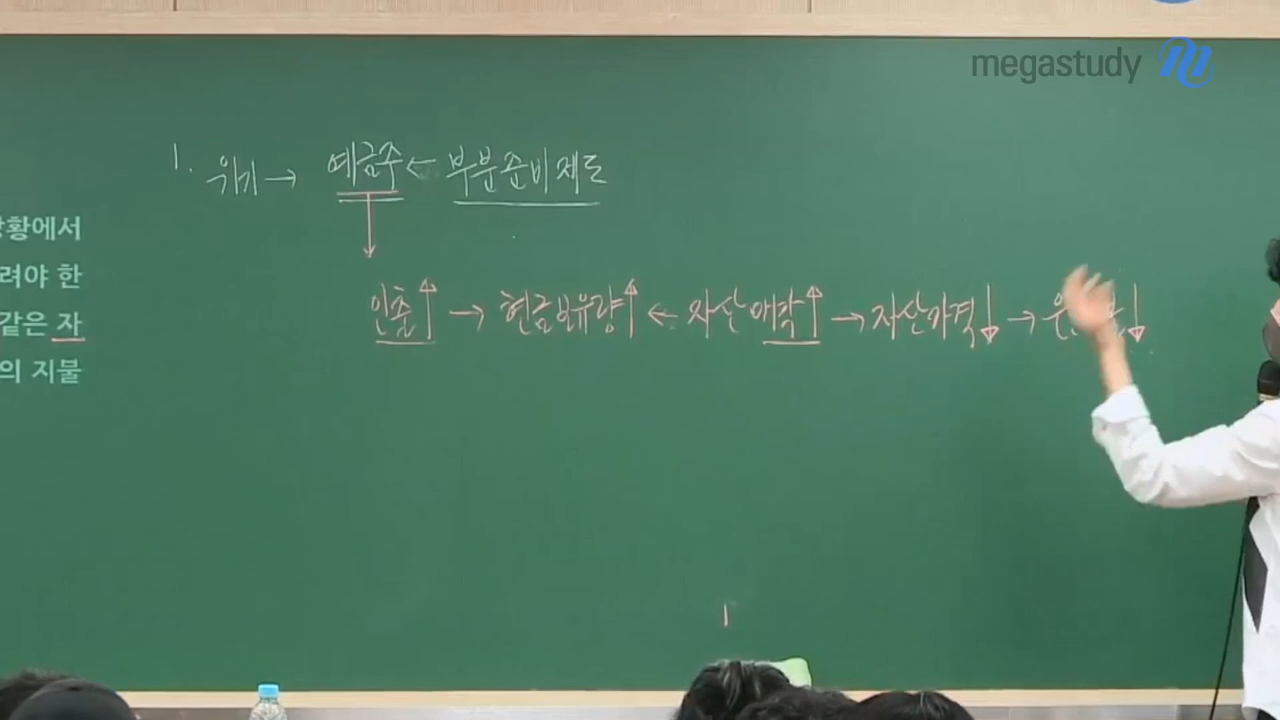 megastudy
1. 위기 → 예금주 ← 부분준비제도
인출↑ → 현금보유량↑ ← 자산매각↑ → 자산가격↓ → 은 ↓
상황에서
려야 한
같은 자
의 지불